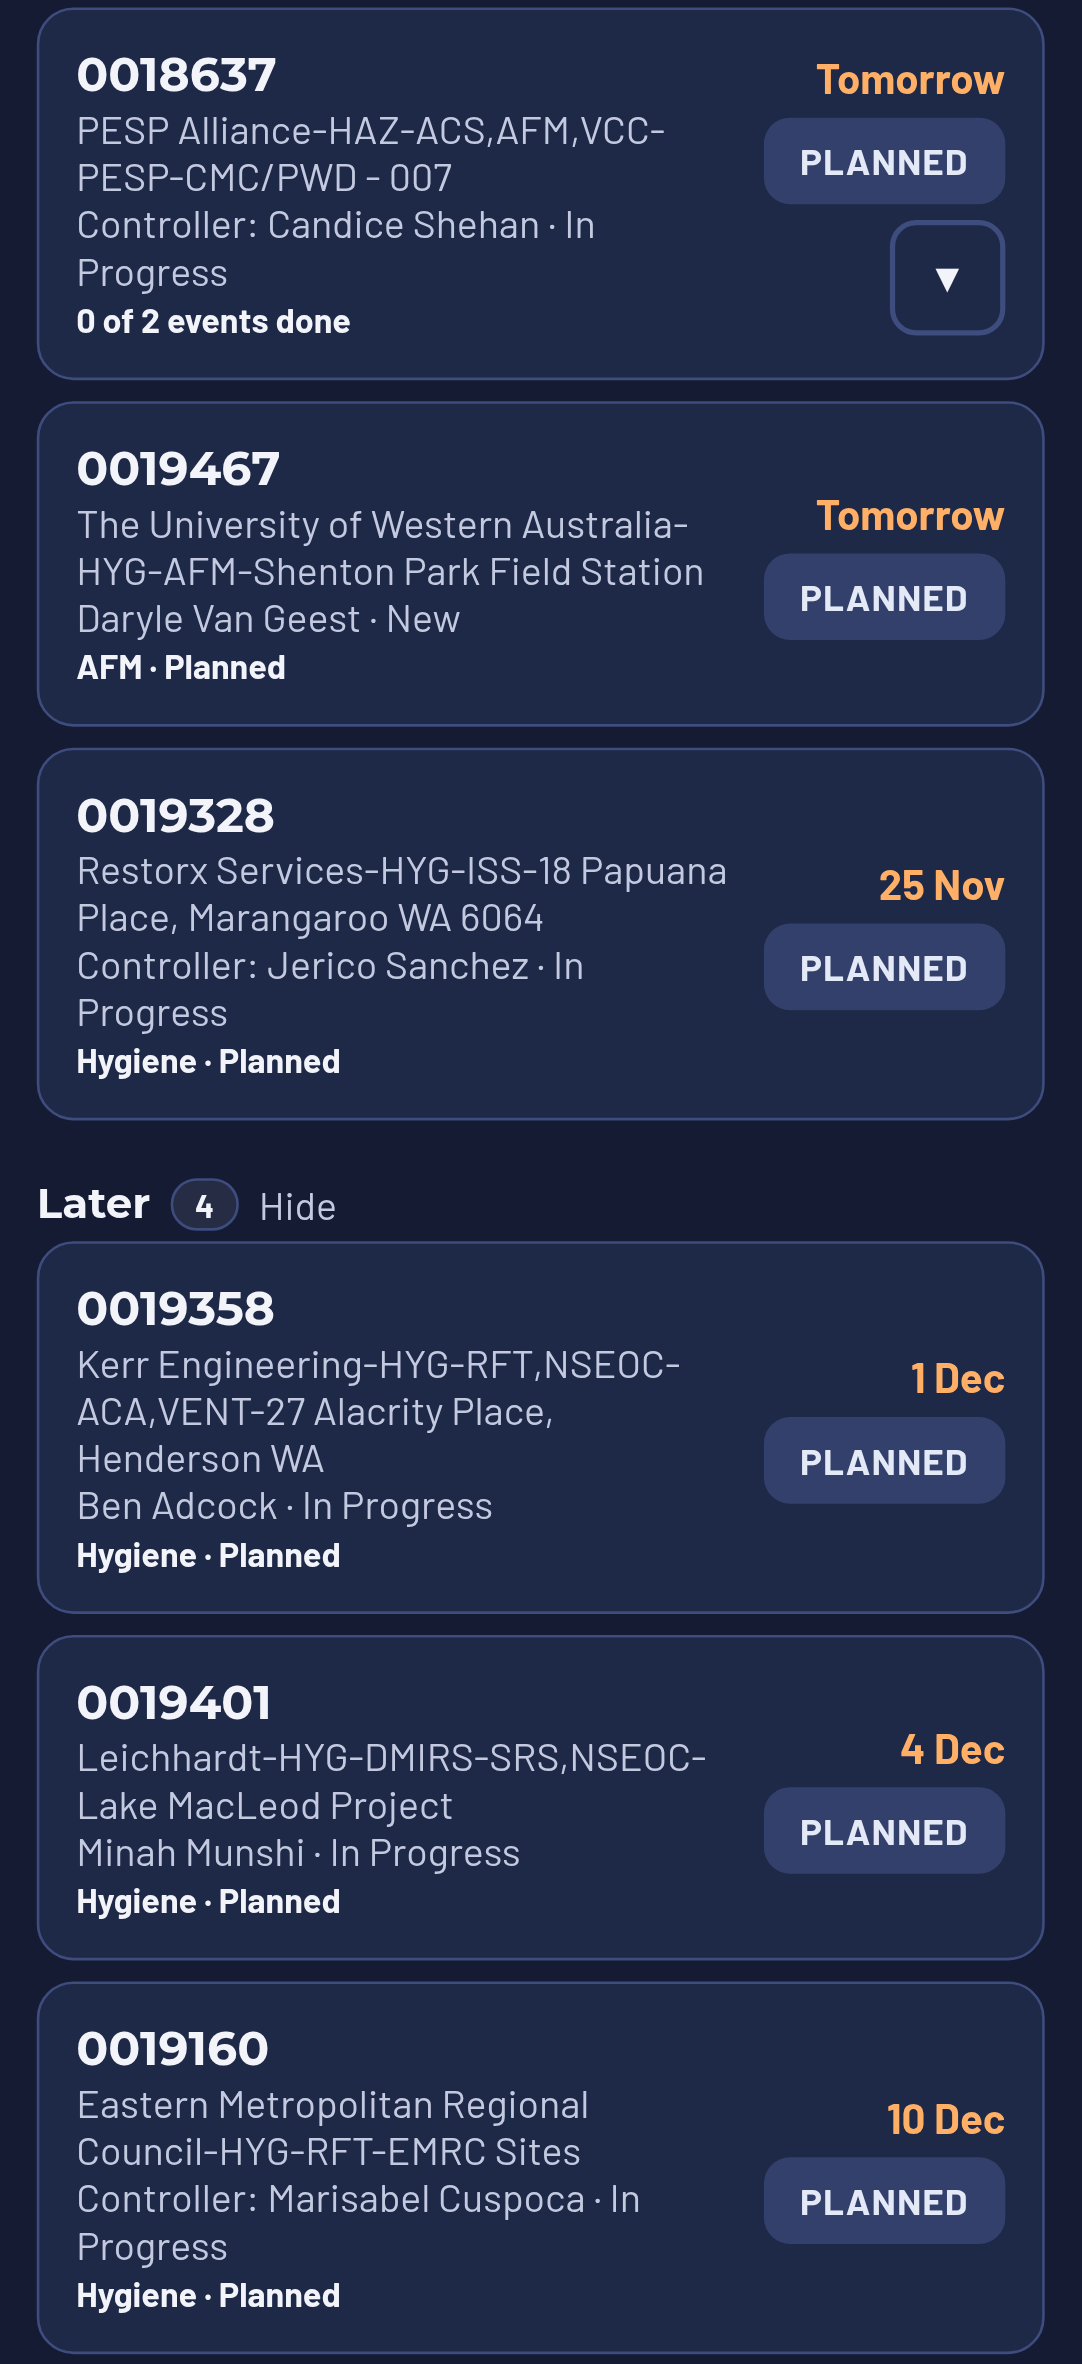 0018637
Tomorrow
PESP Alliance-HAZ-ACS,AFM,VCC-
PESP-CMC/PWD - 007
PLANNED
Controller: Candice Shehan · In
Progress
▼
0 of 2 events done
0019467
Tomorrow
The University of Western Australia-
HYG-AFM-Shenton Park Field Station
PLANNED
Daryle Van Geest · New
AFM · Planned
0019328
Restorx Services-HYG-ISS-18 Papuana
25 Nov
Place, Marangaroo WA 6064
PLANNED
Controller: Jerico Sanchez · In
Progress
Hygiene · Planned
Later 4 Hide
0019358
Kerr Engineering-HYG-RFT,NSEOC-
1 Dec
ACA,VENT-27 Alacrity Place,
Henderson WA
PLANNED
Ben Adcock · In Progress
Hygiene · Planned
0019401
Leichhardt-HYG-DMIRS-SRS,NSEOC-
4 Dec
Lake MacLeod Project
PLANNED
Minah Munshi · In Progress
Hygiene · Planned
0019160
Eastern Metropolitan Regional
10 Dec
Council-HYG-RFT-EMRC Sites
PLANNED
Controller: Marisabel Cuspoca · In
Progress
Hygiene · Planned